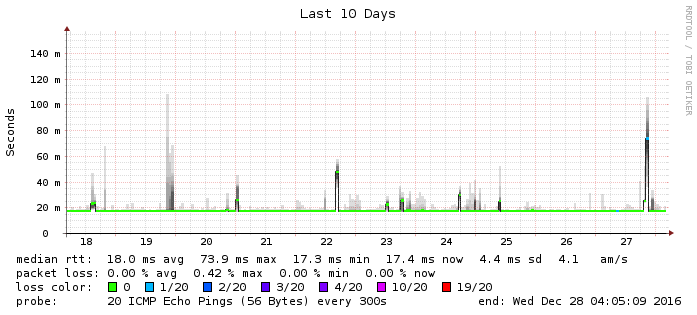 Last 10 Days
RRDTOOL / TOBI OETIKER
Seconds
140 m
120 m
100 m
80 m
60 m
40 m
20 m
0
18 19 20 21 22 23 24 25 26 27
median rtt: 18.0 ms avg 73.9 ms max 17.3 ms min 17.4 ms now 4.4 ms sd 4.1 am/s
packet loss: 0.00 % avg 0.42 % max 0.00 % min 0.00 % now
loss color: 0 1/20 2/20 3/20 4/20 10/20 19/20
probe: 20 ICMP Echo Pings (56 Bytes) every 300s end: Wed Dec 28 04:05:09 2016